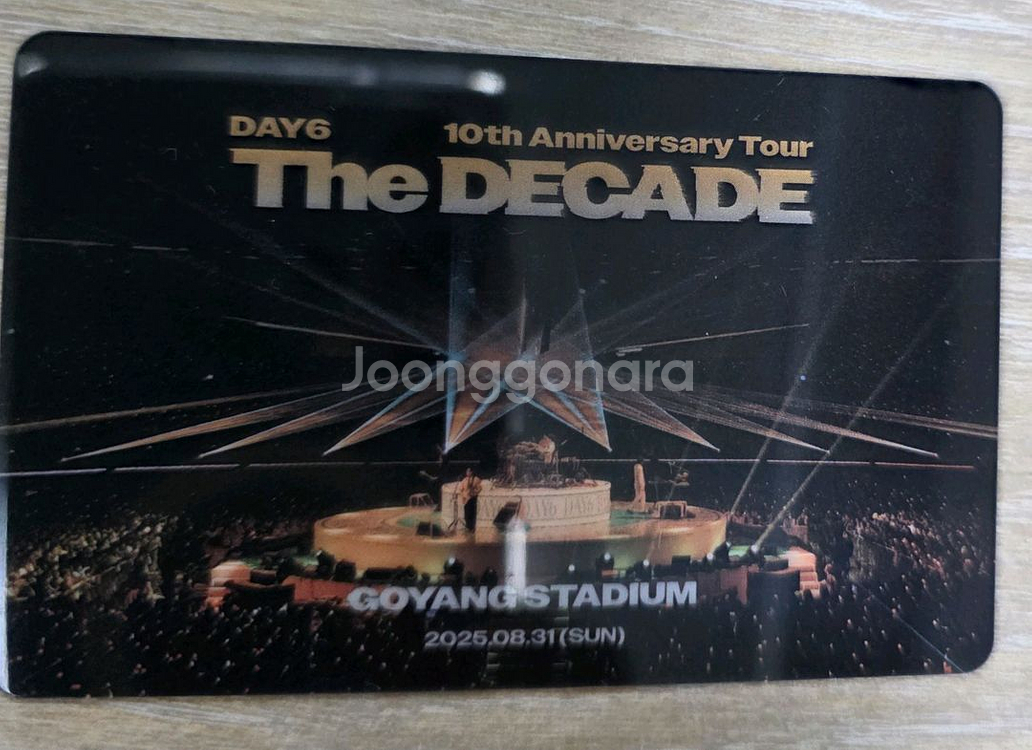 DAY6 10th Anniversary Tour
The DECADE
Joonggonara
GOYANG STADIUM
2025.08.31(SUN)